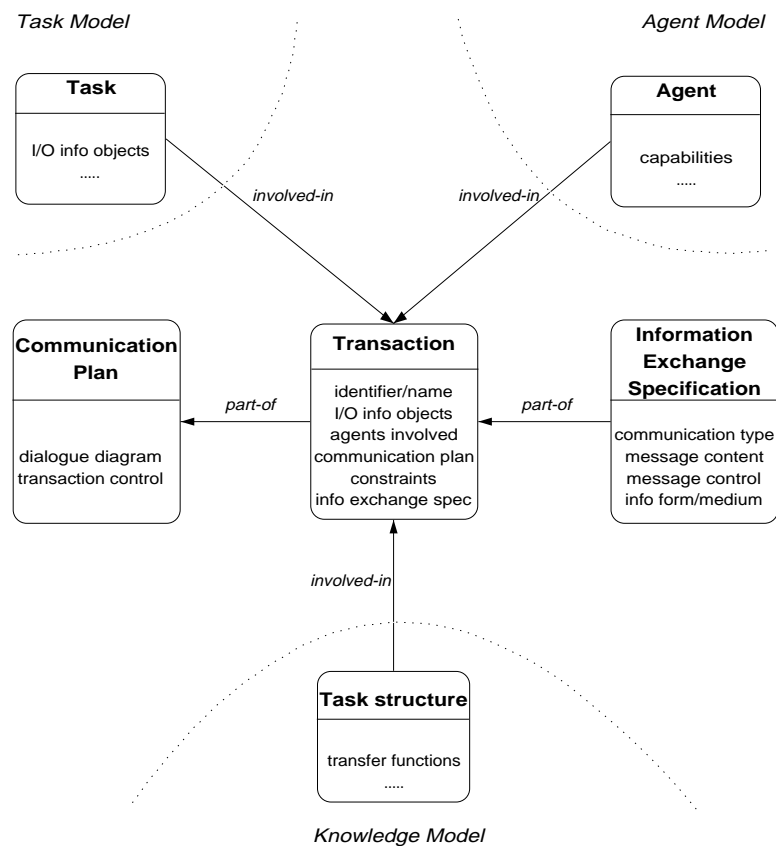 Task Model
Agent Model
Task
I/O info objects
.....
Agent
capabilities
.....
involved-in
involved-in
Communication
Plan
dialogue diagram
transaction control
part-of
Transaction
identifier/name
I/O info objects
agents involved
communication plan
constraints
info exchange spec
part-of
Information
Exchange
Specification
communication type
message content
message control
info form/medium
involved-in
Task structure
transfer functions
.....
Knowledge Model